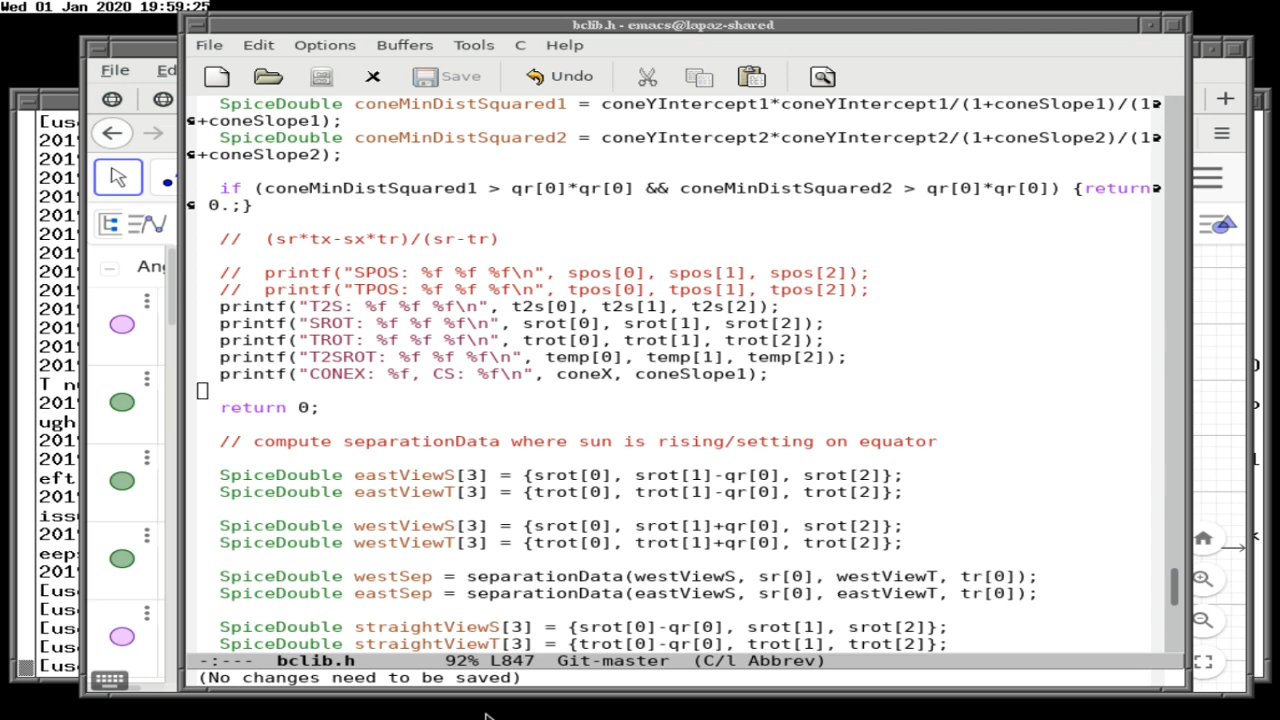 Wed 01 Jan 2020 19:59:25
bclib.h - emacs@lapaz-shared
File Edit Options Buffers Tools C Help
Save Undo
SpiceDouble coneMinDistSquared1 = coneYIntercept1*coneYIntercept1/(1+coneSlope1)/(1
+coneSlope1);
SpiceDouble coneMinDistSquared2 = coneYIntercept2*coneYIntercept2/(1+coneSlope2)/(1
+coneSlope2);
if (coneMinDistSquared1 > qr[0]*qr[0] && coneMinDistSquared2 > qr[0]*qr[0]) {return
0.;}
//  (sr*tx-sx*tr)/(sr-tr)
//  printf("SPOS: %f %f %f\n", spos[0], spos[1], spos[2]);
//  printf("TPOS: %f %f %f\n", tpos[0], tpos[1], tpos[2]);
printf("T2S: %f %f %f\n", t2s[0], t2s[1], t2s[2]);
printf("SROT: %f %f %f\n", srot[0], srot[1], srot[2]);
printf("TROT: %f %f %f\n", trot[0], trot[1], trot[2]);
printf("T2SROT: %f %f %f\n", temp[0], temp[1], temp[2]);
printf("CONEX: %f, CS: %f\n", coneX, coneSlope1);
return 0;
// compute separationData where sun is rising/setting on equator
SpiceDouble eastViewS[3] = {srot[0], srot[1]-qr[0], srot[2]};
SpiceDouble eastViewT[3] = {trot[0], trot[1]-qr[0], trot[2]};
SpiceDouble westViewS[3] = {srot[0], srot[1]+qr[0], srot[2]};
SpiceDouble westViewT[3] = {trot[0], trot[1]+qr[0], trot[2]};
SpiceDouble westSep = separationData(westViewS, sr[0], westViewT, tr[0]);
SpiceDouble eastSep = separationData(eastViewS, sr[0], eastViewT, tr[0]);
SpiceDouble straightViewS[3] = {srot[0]-qr[0], srot[1], srot[2]};
SpiceDouble straightViewT[3] = {trot[0]-qr[0], trot[1], trot[2]};
-:--- bclib.h 92% L847 Git-master (C/l Abbrev)
(No changes need to be saved)
File Ed
Ang